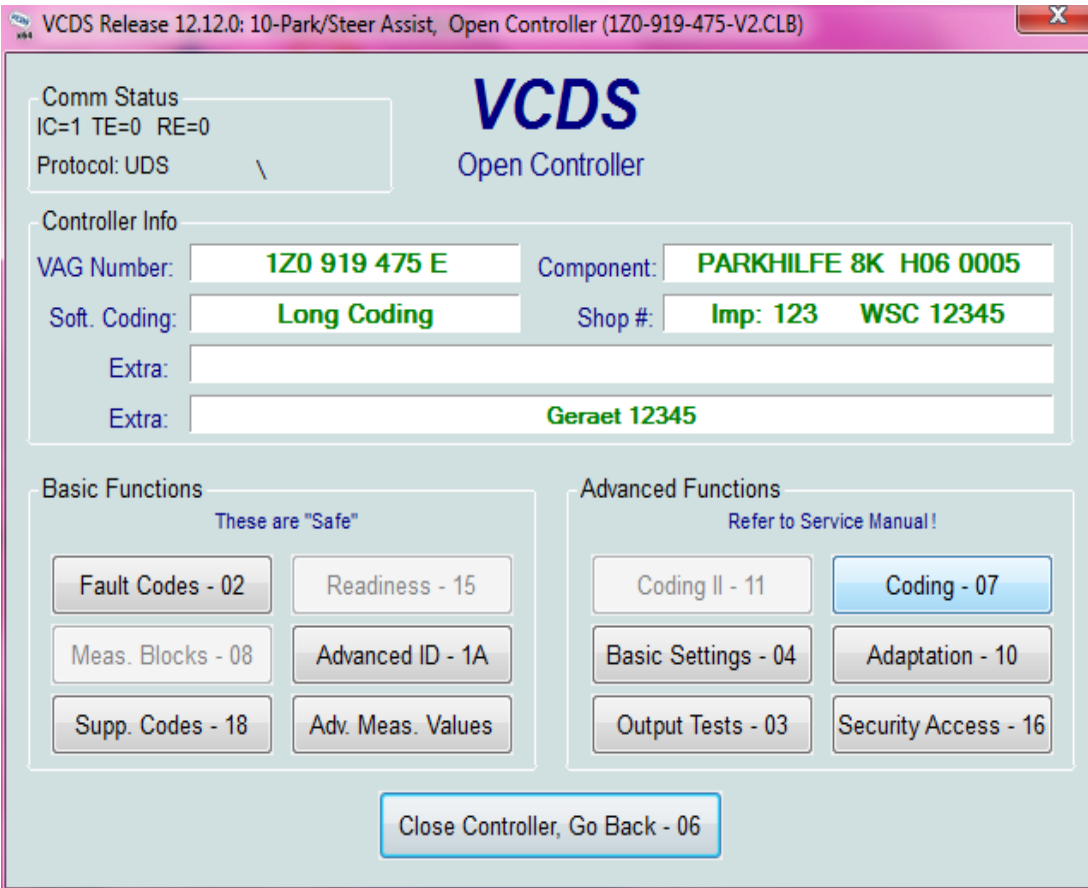 VCDS Release 12.12.0: 10-Park/Steer Assist,  Open Controller (1Z0-919-475-V2.CLB)
X
Comm Status
IC=1  TE=0   RE=0
Protocol: UDS \
VCDS
Open Controller
Controller Info
VAG Number: 1Z0 919 475 E Component: PARKHILFE 8K  H06 0005
Soft. Coding: Long Coding Shop #: Imp: 123      WSC 12345
Extra:
Extra: Geraet 12345
Basic Functions
These are "Safe"
Fault Codes - 02 Readiness - 15
Meas. Blocks - 08 Advanced ID - 1A
Supp. Codes - 18 Adv. Meas. Values
Advanced Functions
Refer to Service Manual !
Coding II - 11 Coding - 07
Basic Settings - 04 Adaptation - 10
Output Tests - 03 Security Access - 16
Close Controller, Go Back - 06